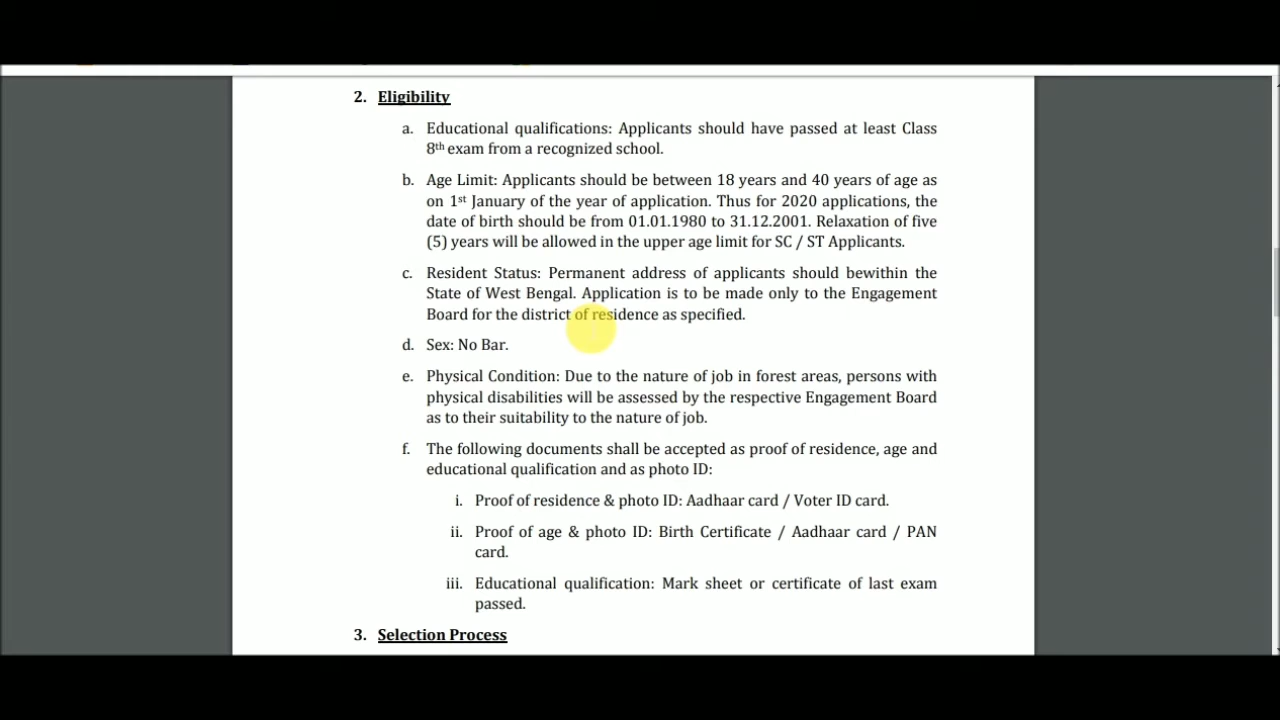 2. Eligibility
a. Educational qualifications: Applicants should have passed at least Class
8th exam from a recognized school.
b. Age Limit: Applicants should be between 18 years and 40 years of age as
on 1st January of the year of application. Thus for 2020 applications, the
date of birth should be from 01.01.1980 to 31.12.2001. Relaxation of five
(5) years will be allowed in the upper age limit for SC / ST Applicants.
c. Resident Status: Permanent address of applicants should bewithin the
State of West Bengal. Application is to be made only to the Engagement
Board for the district of residence as specified.
d. Sex: No Bar.
e. Physical Condition: Due to the nature of job in forest areas, persons with
physical disabilities will be assessed by the respective Engagement Board
as to their suitability to the nature of job.
f. The following documents shall be accepted as proof of residence, age and
educational qualification and as photo ID:
i. Proof of residence & photo ID: Aadhaar card / Voter ID card.
ii. Proof of age & photo ID: Birth Certificate / Aadhaar card / PAN
card.
iii. Educational qualification: Mark sheet or certificate of last exam
passed.
3. Selection Process